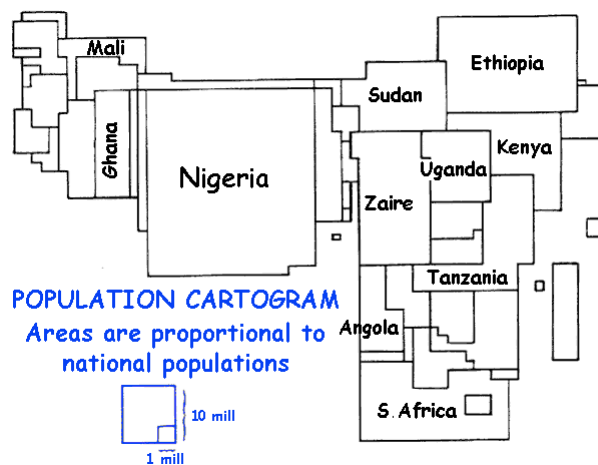 Mali
Ethiopia
Sudan
Ghana
Kenya
Uganda
Nigeria
Zaire
Tanzania
POPULATION CARTOGRAM
Areas are proportional to
national populations
Angola
S.Africa
10 mill
1 mill